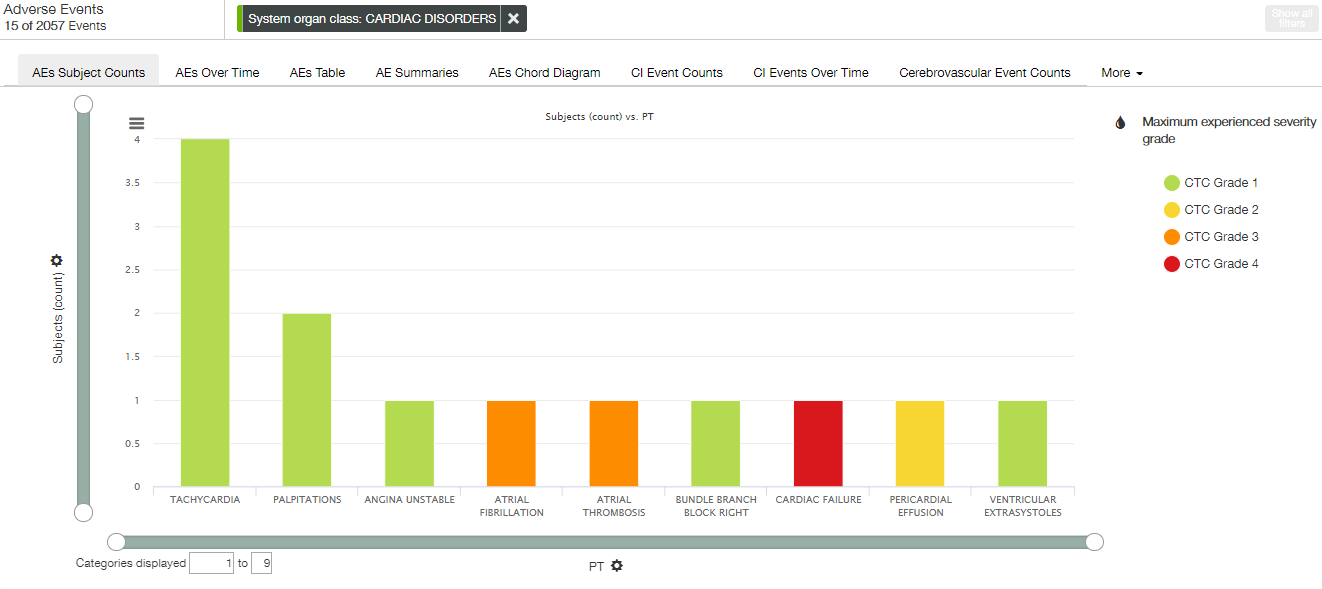 Adverse Events
15 of 2057 Events
System organ class: CARDIAC DISORDERS
Show all
filters
AEs Subject Counts
AEs Over Time
AEs Table
AE Summaries
AEs Chord Diagram
CI Event Counts
CI Events Over Time
Cerebrovascular Event Counts
More
Subjects (count) vs. PT
Maximum experienced severity
grade
CTC Grade 1
CTC Grade 2
CTC Grade 3
CTC Grade 4
Subjects (count)
4
3.5
3
2.5
2
1.5
1
0.5
0
TACHYCARDIA
PALPITATIONS
ANGINA UNSTABLE
ATRIAL
FIBRILLATION
ATRIAL
THROMBOSIS
BUNDLE BRANCH
BLOCK RIGHT
CARDIAC FAILURE
PERICARDIAL
EFFUSION
VENTRICULAR
EXTRASYSTOLES
Categories displayed 1 to 9
PT